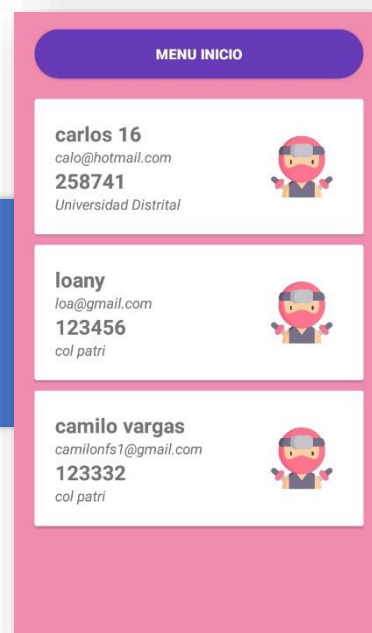 MENU INICIO
carlos 16
calo@hotmail.com
258741
Universidad Distrital
loany
loa@gmail.com
123456
col patri
camilo vargas
camilonfs1@gmail.com
123332
col patri